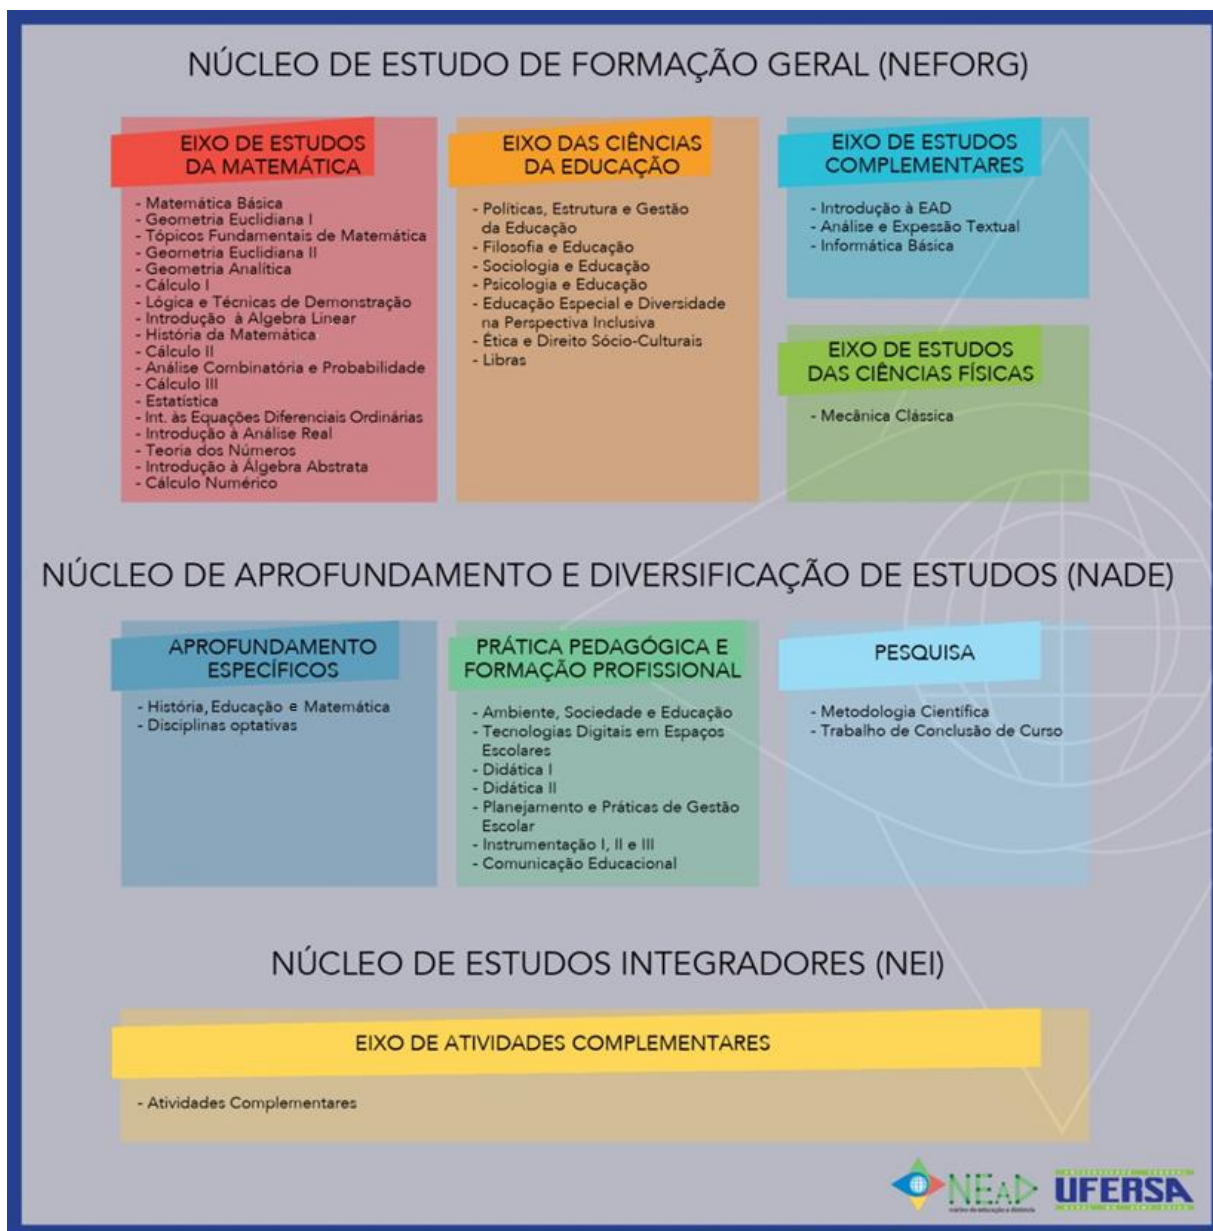 NÚCLEO DE ESTUDO DE FORMAÇÃO GERAL (NEFORG)
EIXO DE ESTUDOS
DA MATEMÁTICA
- Matemática Básica
- Geometria Euclidiana I
- Tópicos Fundamentais de Matemática
- Geometria Euclidiana II
- Geometria Analítica
- Cálculo I
- Lógica e Técnicas de Demonstração
- Introdução à Algebra Linear
- História da Matemática
- Cálculo II
- Análise Combinatória e Probabilidade
- Cálculo III
- Estatística
- Int. às Equações Diferenciais Ordinárias
- Introdução à Análise Real
- Teoria dos Números
- Introdução à Álgebra Abstrata
- Cálculo Numérico
EIXO DAS CIÊNCIAS
DA EDUCAÇÃO
- Políticas, Estrutura e Gestão
da Educação
- Filosofia e Educação
- Sociologia e Educação
- Psicologia e Educação
- Educação Especial e Diversidade
na Perspectiva Inclusiva
- Ética e Direito Sócio-Culturais
- Libras
EIXO DE ESTUDOS
COMPLEMENTARES
- Introdução à EAD
- Análise e Expessão Textual
- Informática Básica
EIXO DE ESTUDOS
DAS CIÊNCIAS FÍSICAS
- Mecânica Clássica
NÚCLEO DE APROFUNDAMENTO E DIVERSIFICAÇÃO DE ESTUDOS (NADE)
APROFUNDAMENTO
ESPECÍFICOS
- História, Educação e Matemática
- Disciplinas optativas
PRÁTICA PEDAGÓGICA E
FORMAÇÃO PROFISSIONAL
- Ambiente, Sociedade e Educação
- Tecnologias Digitais em Espaços
Escolares
- Didática I
- Didática II
- Planejamento e Práticas de Gestão
Escolar
- Instrumentação I, II e III
- Comunicação Educacional
PESQUISA
- Metodologia Científica
- Trabalho de Conclusão de Curso
NÚCLEO DE ESTUDOS INTEGRADORES (NEI)
EIXO DE ATIVIDADES COMPLEMENTARES
- Atividades Complementares
NEAD
núcleo de educação a distância
UFERSA